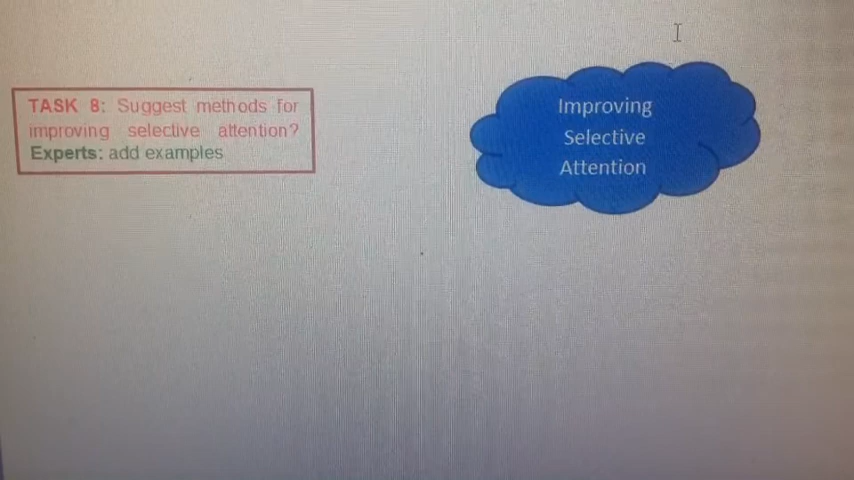 TASK 8: Suggest methods for
improving selective attention?
Experts: add examples
Improving
Selective
Attention